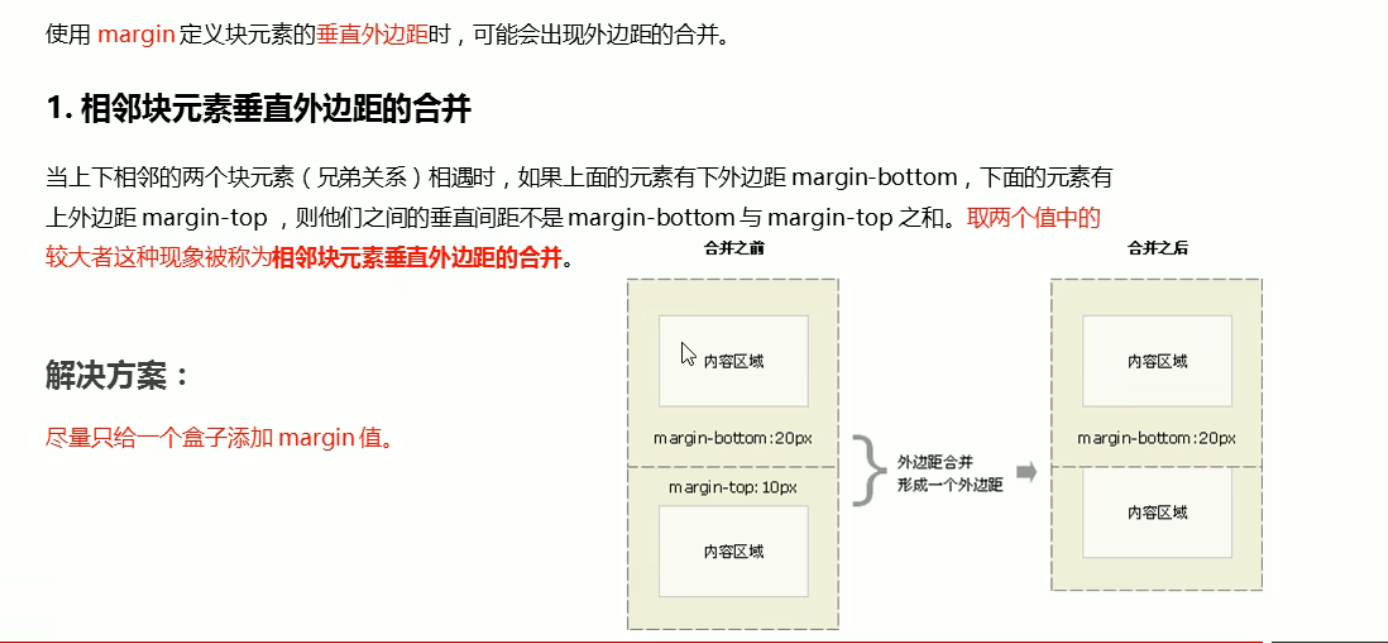 使用 margin 定义块元素的垂直外边距时，可能会出现外边距的合并。
1. 相邻块元素垂直外边距的合并
当上下相邻的两个块元素（兄弟关系）相遇时，如果上面的元素有下外边距 margin-bottom，下面的元素有
上外边距 margin-top ，则他们之间的垂直间距不是 margin-bottom 与 margin-top 之和。取两个值中的
较大者这种现象被称为相邻块元素垂直外边距的合并。
解决方案：
尽量只给一个盒子添加 margin 值。
合并之前
内容区域
margin-bottom:20px
margin-top:10px
内容区域
外边距合并
形成一个外边距
合并之后
内容区域
margin-bottom:20px
内容区域